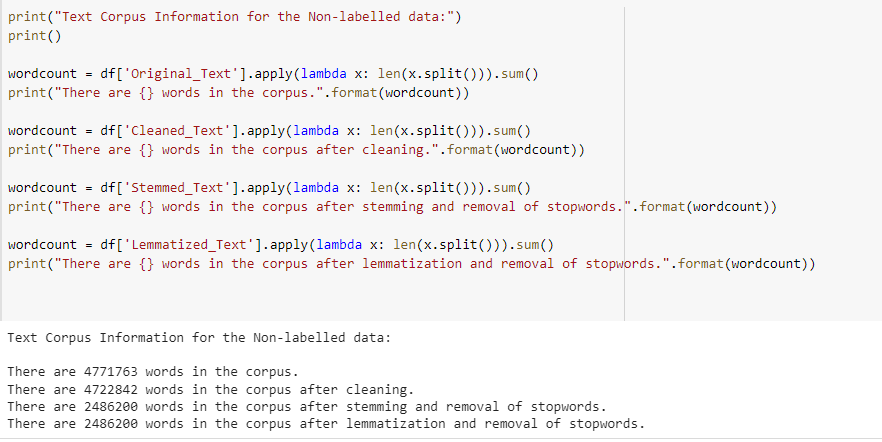 print("Text Corpus Information for the Non-labelled data:")
print()
wordcount = df['Original_Text'].apply(lambda x: len(x.split())).sum()
print("There are {} words in the corpus.".format(wordcount))
wordcount = df['Cleaned_Text'].apply(lambda x: len(x.split())).sum()
print("There are {} words in the corpus after cleaning.".format(wordcount))
wordcount = df['Stemmed_Text'].apply(lambda x: len(x.split())).sum()
print("There are {} words in the corpus after stemming and removal of stopwords.".format(wordcount))
wordcount = df['Lemmatized_Text'].apply(lambda x: len(x.split())).sum()
print("There are {} words in the corpus after lemmatization and removal of stopwords.".format(wordcount))
Text Corpus Information for the Non-labelled data:
There are 4771763 words in the corpus.
There are 4722842 words in the corpus after cleaning.
There are 2486200 words in the corpus after stemming and removal of stopwords.
There are 2486200 words in the corpus after lemmatization and removal of stopwords.